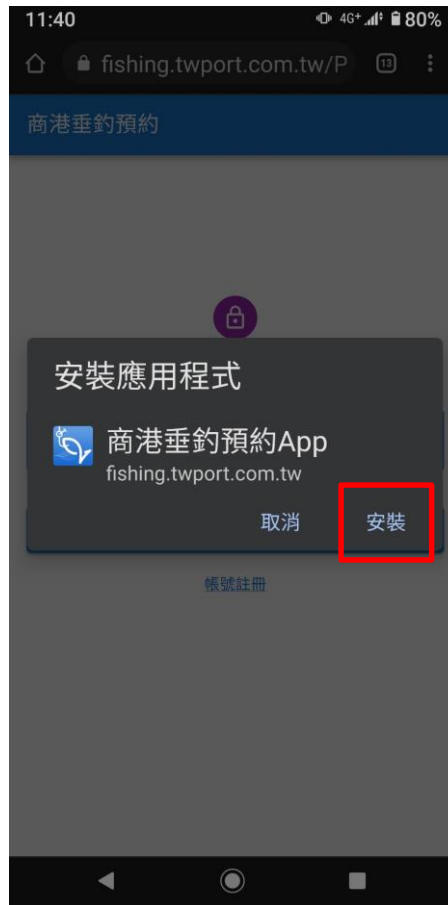 11:40 4G+ 80%
fishing.twport.com.tw/P 13
商港垂釣預約
安裝應用程式
商港垂釣預約App
fishing.twport.com.tw
取消 安裝
帳號註冊